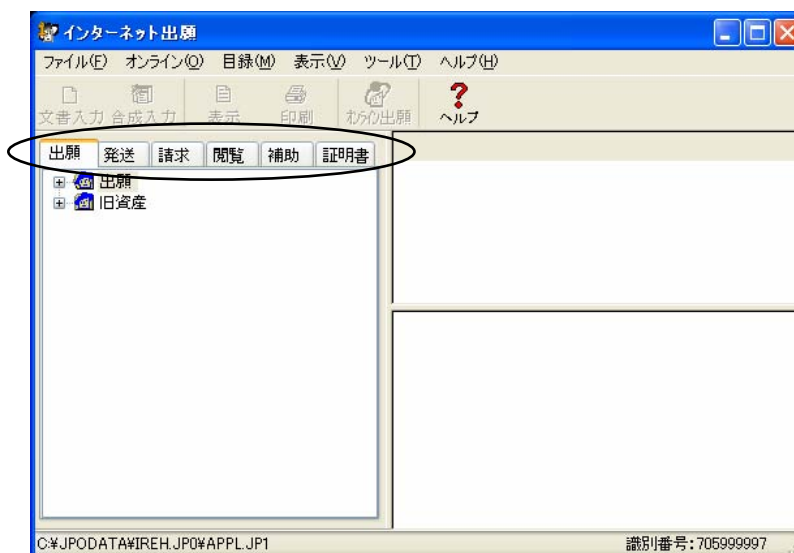 インターネット出願
ファイル(F) オンライン(O) 目録(M) 表示(V) ツール(T) ヘルプ(H)
文書入力 合成入力 表示 印刷 オンライン出願 ヘルプ
出願 発送 請求 閲覧 補助 証明書
出願
旧資産
C:¥JPODATA¥IREH.JP0¥APPL.JP1 識別番号:705999997